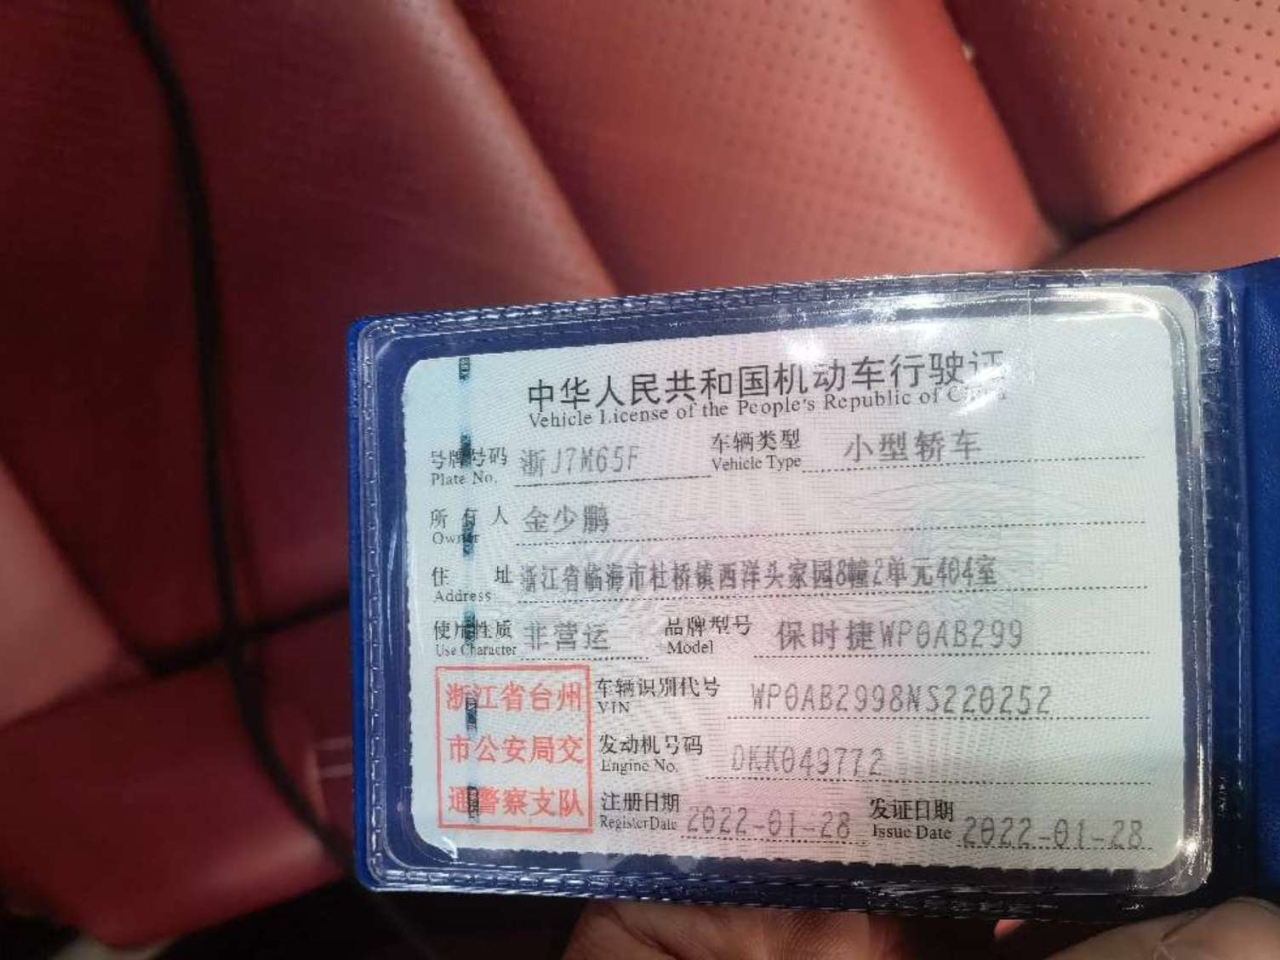 中华人民共和国机动车行驶证
Vehicle License of the People's Republic of China
号牌号码 浙J7M65F 车辆类型 小型轿车
Plate No. Vehicle Type
所有人 金少鹏
Owner
住址 浙江省临海市杜桥镇西洋头家园8幢2单元404室
Address
使用性质 非营运 品牌型号 保时捷WP0AB299
Use Character Model
浙江省台州 车辆识别代号 WP0AB2998NS220252
VIN
市公安局交 发动机号码 DKK049772
Engine No.
通警察支队 注册日期 2022-01-28 发证日期 2022-01-28
Register Date Issue Date